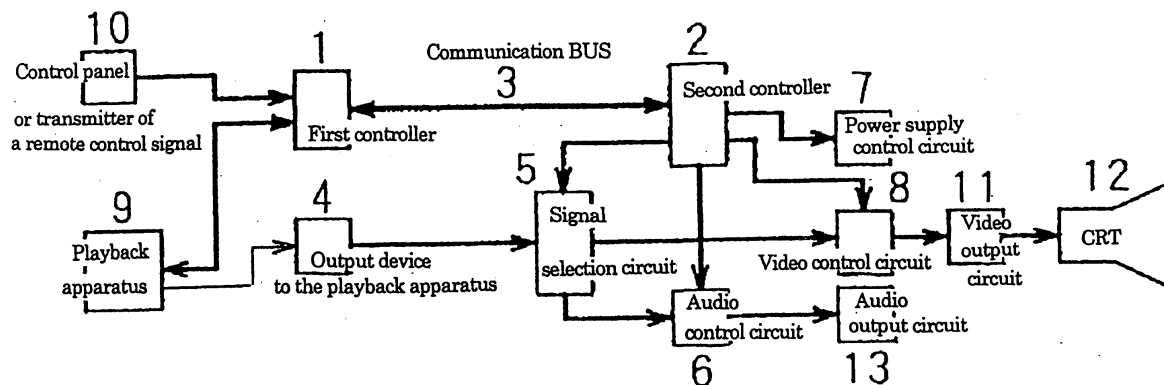 10
Control panel
or transmitter of
a remote control signal
1
First controller
Communication BUS
3
2
Second controller
7
Power supply
control circuit
9
Playback
apparatus
4
Output device
to the playback apparatus
5
Signal
selection circuit
8
Video control circuit
11
Video
output
circuit
12
CRT
Audio
control circuit
6
Audio
output circuit
13